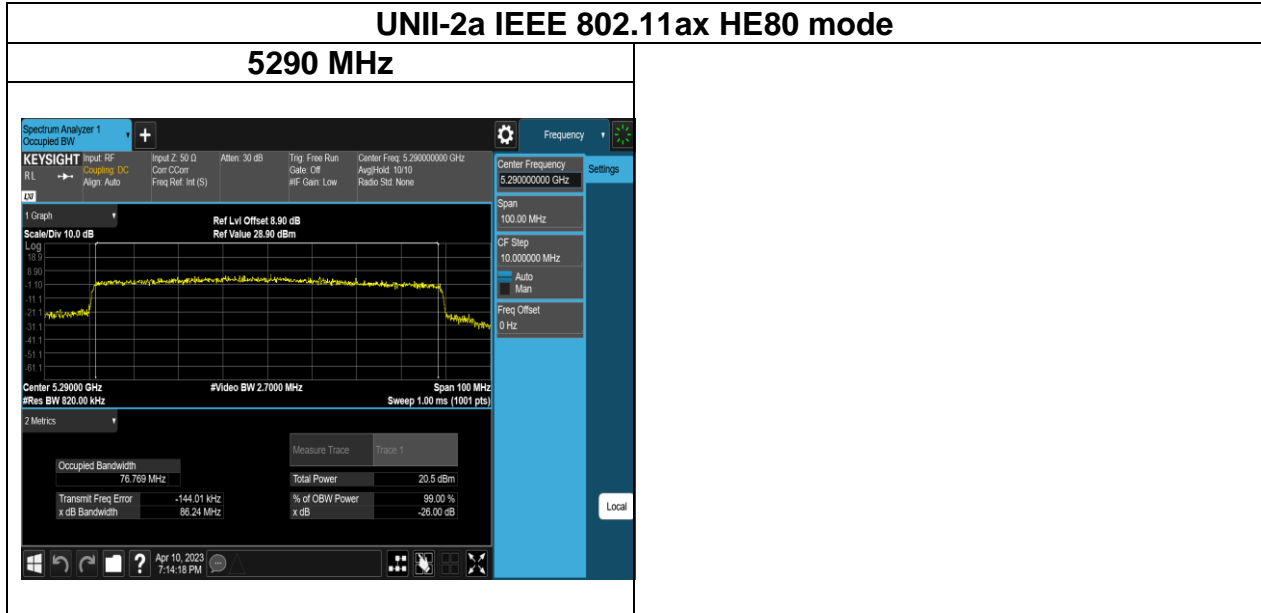 UNII-2a IEEE 802.11ax HE80 mode
5290 MHz
Spectrum Analyzer 1
Occupied BW
Frequency
KEYSIGHT
RL
LXI
Input: RF
Coupling: DC
Align: Auto
Input Z: 50 Ω
Corr CCorr
Freq Ref: Int (S)
Atten: 30 dB
Trig: Free Run
Gate: Off
#IF Gain: Low
Center Freq: 5.290000000 GHz
Avg|Hold: 10/10
Radio Std: None
Center Frequency
5.290000000 GHz
Settings
Span
100.00 MHz
CF Step
10.000000 MHz
Auto
Man
Freq Offset
0 Hz
Local
1 Graph
Scale/Div 10.0 dB
Ref Lvl Offset 8.90 dB
Ref Value 28.90 dBm
Log
18.9
8.90
-1.10
-11.1
-21.1
-31.1
-41.1
-51.1
-61.1
Center 5.29000 GHz
#Video BW 2.7000 MHz
Span 100 MHz
#Res BW 820.00 kHz
Sweep 1.00 ms (1001 pts)
2 Metrics
Measure Trace
Trace 1
Occupied Bandwidth
76.769 MHz
Total Power
20.5 dBm
Transmit Freq Error
-144.01 kHz
% of OBW Power
99.00 %
x dB Bandwidth
86.24 MHz
x dB
-26.00 dB
?
Apr 10, 2023
7:14:18 PM